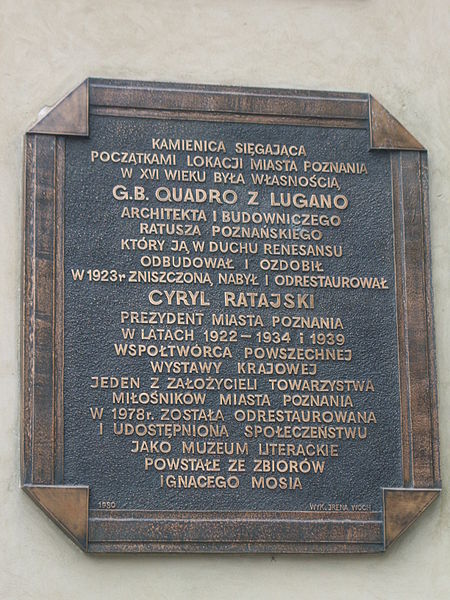 KAMIENICA SIĘGAJĄCA
POCZĄTKAMI LOKACJI MIASTA POZNANIA
W XVI WIEKU BYŁA WŁASNOŚCIĄ
G.B. QUADRO Z LUGANO
ARCHITEKTA I BUDOWNICZEGO
RATUSZA POZNAŃSKIEGO
KTÓRY JĄ W DUCHU RENESANSU
ODBUDOWAŁ I OZDOBIŁ
W 1923r ZNISZCZONĄ NABYŁ I ODRESTAUROWAŁ
CYRYL RATAJSKI
PREZYDENT MIASTA POZNANIA
W LATACH 1922-1934 i 1939
WSPÓŁTWÓRCA POWSZECHNEJ
WYSTAWY KRAJOWEJ
JEDEN Z ZAŁOŻYCIELI TOWARZYSTWA
MIŁOŚNIKÓW MIASTA POZNANIA
W 1978r. ZOSTAŁA ODRESTAUROWANA
I UDOSTĘPNIONA SPOŁECZEŃSTWU
JAKO MUZEUM LITERACKIE
POWSTAŁE ZE ZBIORÓW
IGNACEGO MOSIA
1980 WYK. IRENA WOCH